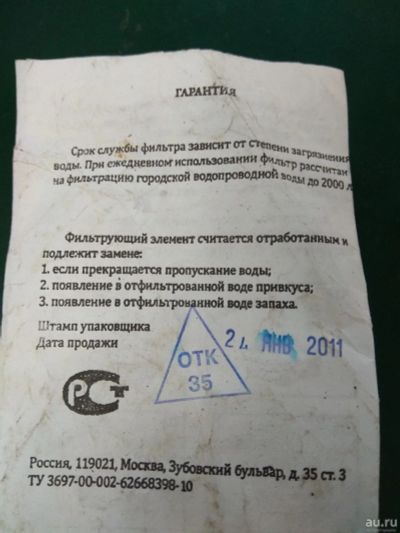 ГАРАНТИЯ
Срок службы фильтра зависит от степени загрязнения
воды. При ежедневном использовании фильтр рассчитан
на фильтрацию городской водопроводной воды до 2000 л.
Фильтрующий элемент считается отработанным и
подлежит замене:
1. если прекращается пропускание воды;
2. появление в отфильтрованной воде привкуса;
3. появление в отфильтрованной воде запаха.
Штамп упаковщика
Дата продажи
ОТК
35
24 ЯНВ 2011
РСТ
Россия, 119021, Москва, Зубовский бульвар, д. 35 ст. 3
ТУ 3697-00-002-62668398-10
au.ru